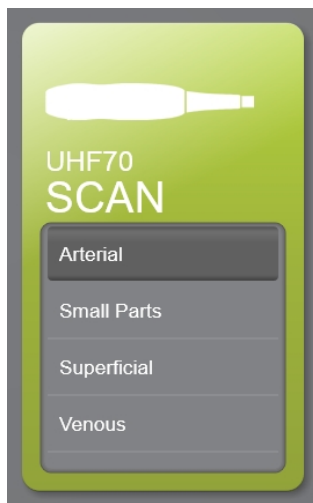 UHF70
SCAN
Arterial
Small Parts
Superficial
Venous